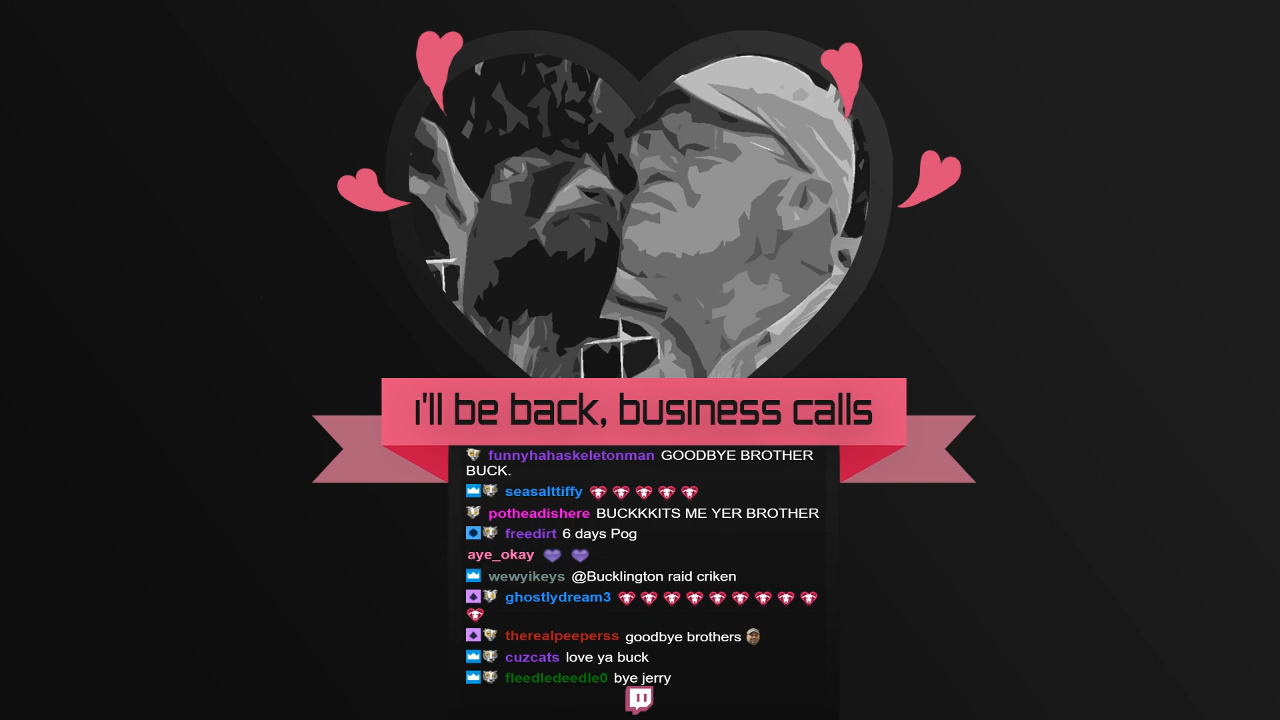 i'll be back, business calls
funnyhahaskeletonman GOODBYE BROTHER
BUCK.
seasalttiffy
potheadishere BUCKKKITS ME YER BROTHER
freedirt 6 days Pog
aye_okay
wewyikeys @Bucklington raid criken
ghostlydream3
therealpeeperss goodbye brothers
cuzcats love ya buck
fleedledeedle0 bye jerry